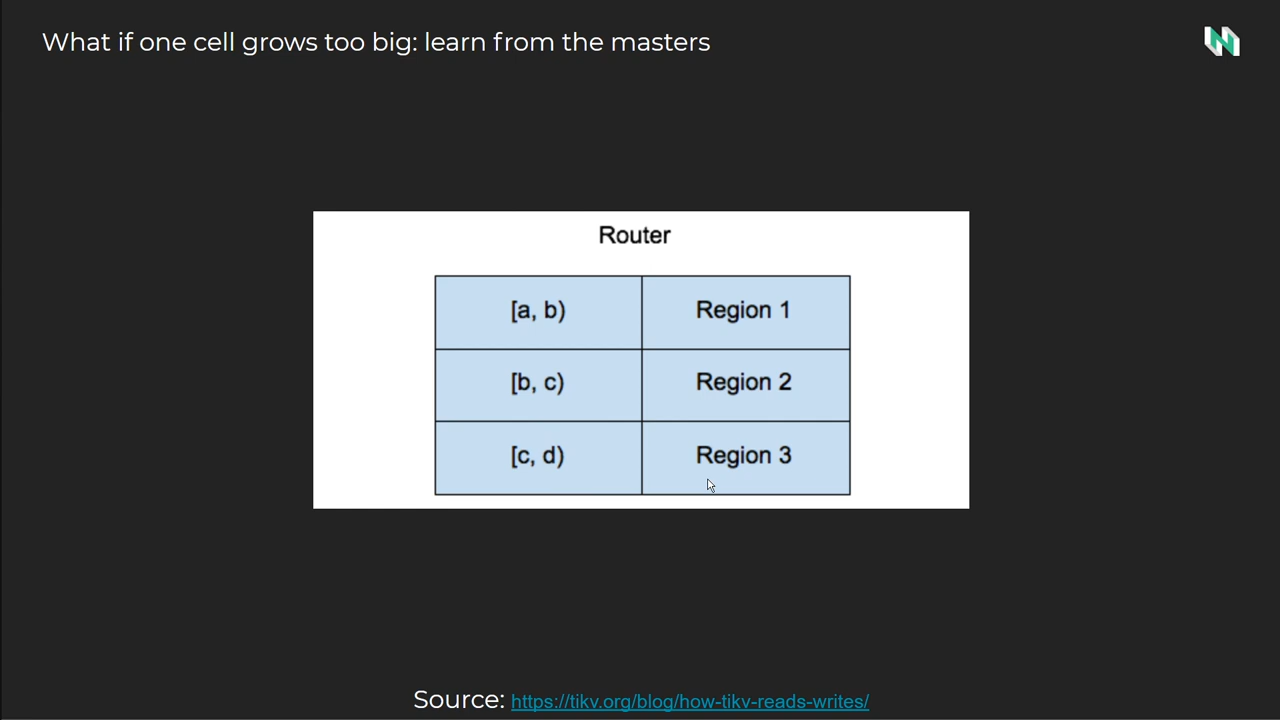 What if one cell grows too big: learn from the masters
Router
[a, b) Region 1
[b, c) Region 2
[c, d) Region 3
Source: https://tikv.org/blog/how-tikv-reads-writes/